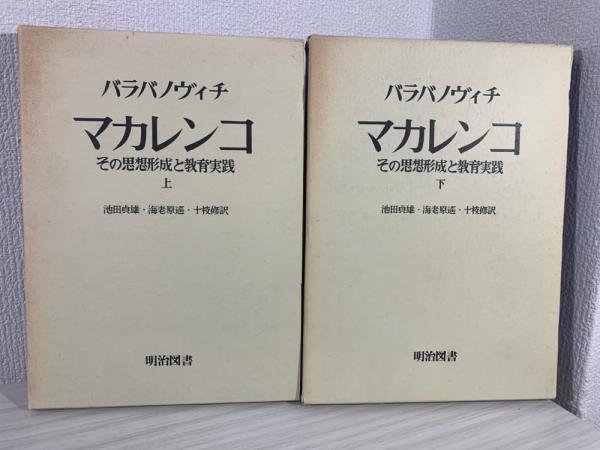 バラバノヴィチ
マカレンコ
その思想形成と教育実践
上
池田貞雄・海老原遥・十枝修訳
明治図書
バラバノヴィチ
マカレンコ
その思想形成と教育実践
下
池田貞雄・海老原遥・十枝修訳
明治図書